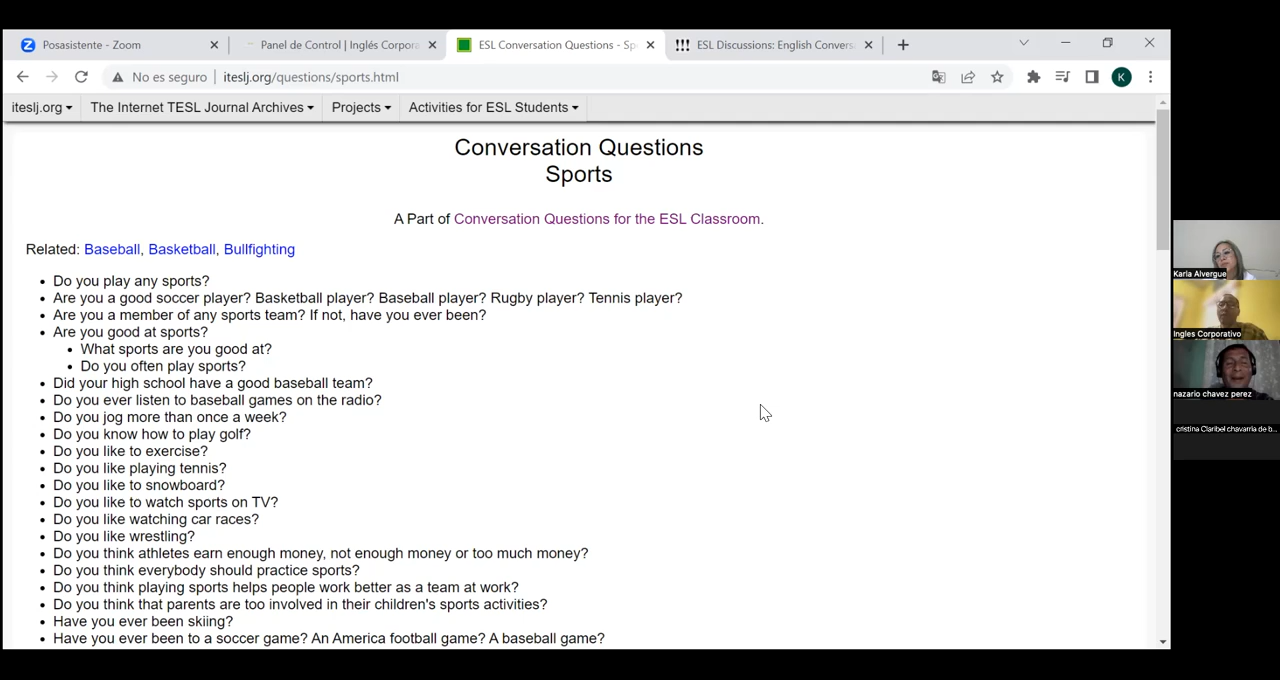 Posasistente - Zoom
Panel de Control | Inglés Corpora
ESL Conversation Questions - Sp
!!! ESL Discussions: English Convers
No es seguro iteslj.org/questions/sports.html
K
iteslj.org The Internet TESL Journal Archives Projects Activities for ESL Students
Conversation Questions
Sports
A Part of Conversation Questions for the ESL Classroom.
Related: Baseball, Basketball, Bullfighting
Do you play any sports?
Are you a good soccer player? Basketball player? Baseball player? Rugby player? Tennis player?
Are you a member of any sports team? If not, have you ever been?
Are you good at sports?
What sports are you good at?
Do you often play sports?
Did your high school have a good baseball team?
Do you ever listen to baseball games on the radio?
Do you jog more than once a week?
Do you know how to play golf?
Do you like to exercise?
Do you like playing tennis?
Do you like to snowboard?
Do you like to watch sports on TV?
Do you like watching car races?
Do you like wrestling?
Do you think athletes earn enough money, not enough money or too much money?
Do you think everybody should practice sports?
Do you think playing sports helps people work better as a team at work?
Do you think that parents are too involved in their children's sports activities?
Have you ever been skiing?
Have you ever been to a soccer game? An America football game? A baseball game?
Karla Alvergue
Ingles Corporativo
nazario chavez perez
cristina Claribel chavarria de b...